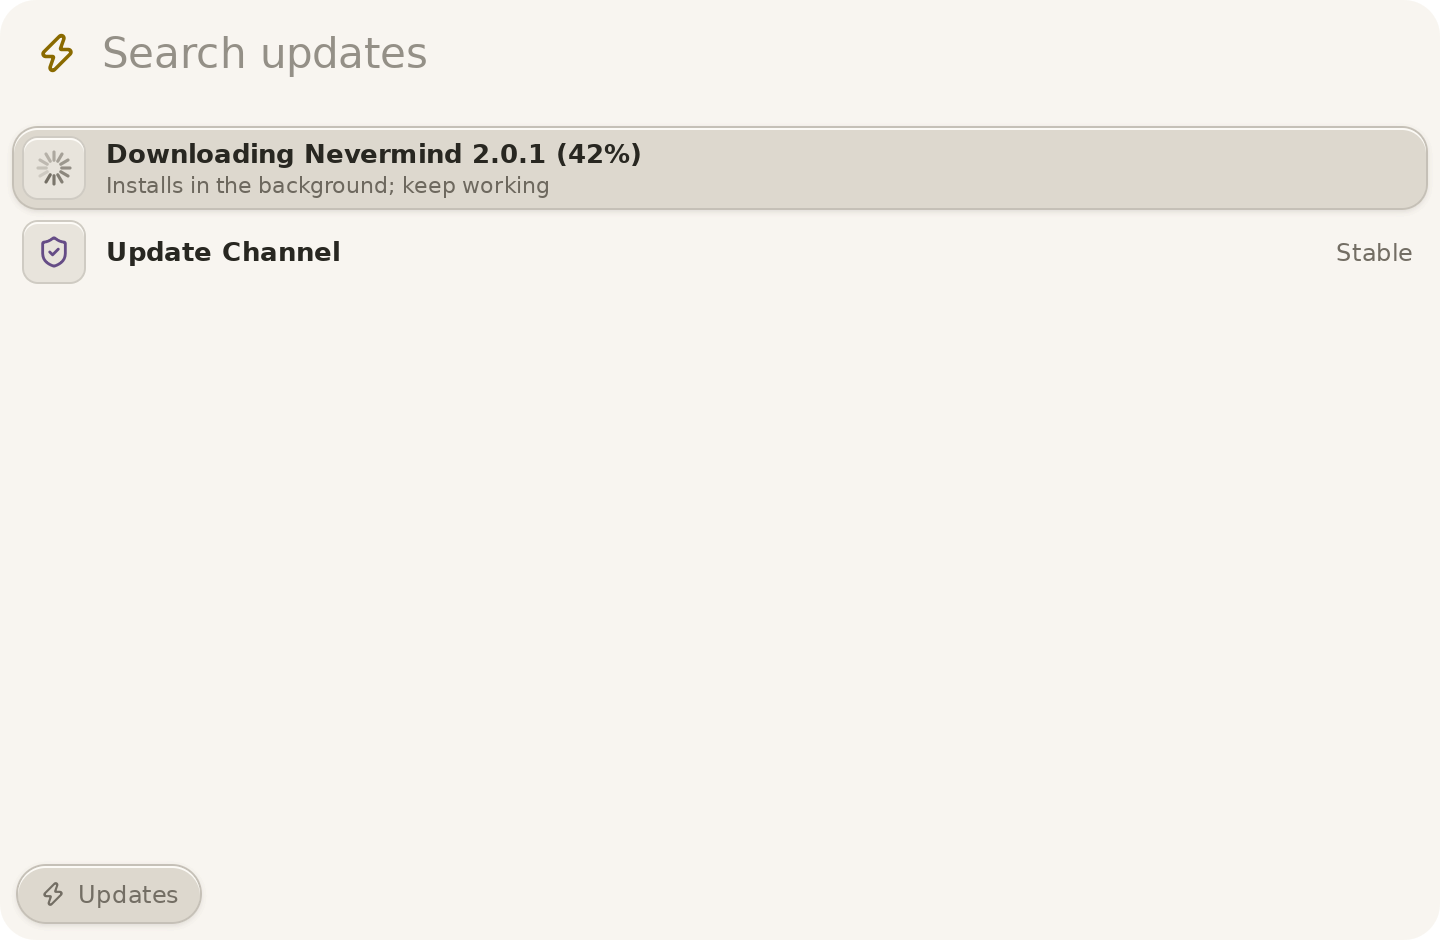 Search updates
Downloading Nevermind 2.0.1 (42%)
Installs in the background; keep working
Update Channel
Stable
Updates